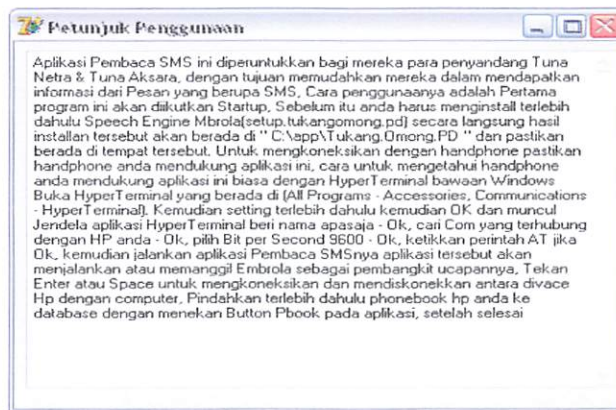 Petunjuk Penggunaan
Aplikasi Pembaca SMS ini diperuntukkan bagi mereka para penyandang Tuna
Netra & Tuna Aksara, dengan tujuan memudahkan mereka dalam mendapatkan
informasi dari Pesan yang berupa SMS, Cara penggunaanya adalah Pertama
program ini akan diikutkan Startup, Sebelum itu anda harus menginstall terlebih
dahulu Speech Engine Mbrola(setup.tukangomong.pd) secara langsung hasil
installan tersebut akan berada di " C:\app\Tukang.Omong.PD " dan pastikan
berada di tempat tersebut. Untuk mengkoneksikan dengan handphone pastikan
handphone anda mendukung aplikasi ini, cara untuk mengetahui handphone
anda mendukung aplikasi ini biasa dengan HyperTerminal bawaan Windows
Buka HyperTerminal yang berada di (All Programs - Accessories, Communications
- HyperTerminal). Kemudian setting terlebih dahulu kemudian OK dan muncul
Jendela aplikasi HyperTerminal beri nama apasaja - Ok, cari Com yang terhubung
dengan HP anda - Ok, pilih Bit per Second 9600 - Ok, ketikkan perintah AT jika
Ok, kemudian jalankan aplikasi Pembaca SMSnya aplikasi tersebut akan
menjalankan atau memanggil Embrola sebagai pembangkit ucapannya, Tekan
Enter atau Space untuk mengkoneksikan dan mendiskonekkan antara divace
Hp dengan computer, Pindahkan terlebih dahulu phonebook hp anda ke
database dengan menekan Button Pbook pada aplikasi, setelah selesai